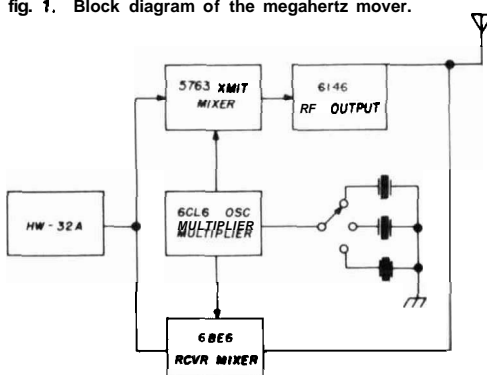 fig. 1. Block diagram of the megahertz mover.
5763 XMIT
MIXER
6146
RF OUTPUT
HW-32A
6CL6 OSC
MULTIPLIER
MULTIPLIER
6BE6
RCVR MIXER